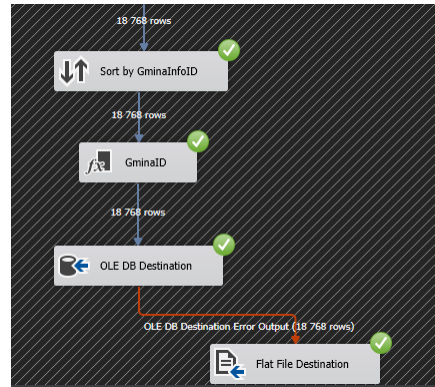 18 768 rows
Sort by GminaInfoID
18 768 rows
fx
GminaID
18 768 rows
OLE DB Destination
OLE DB Destination Error Output (18 768 rows)
Flat File Destination